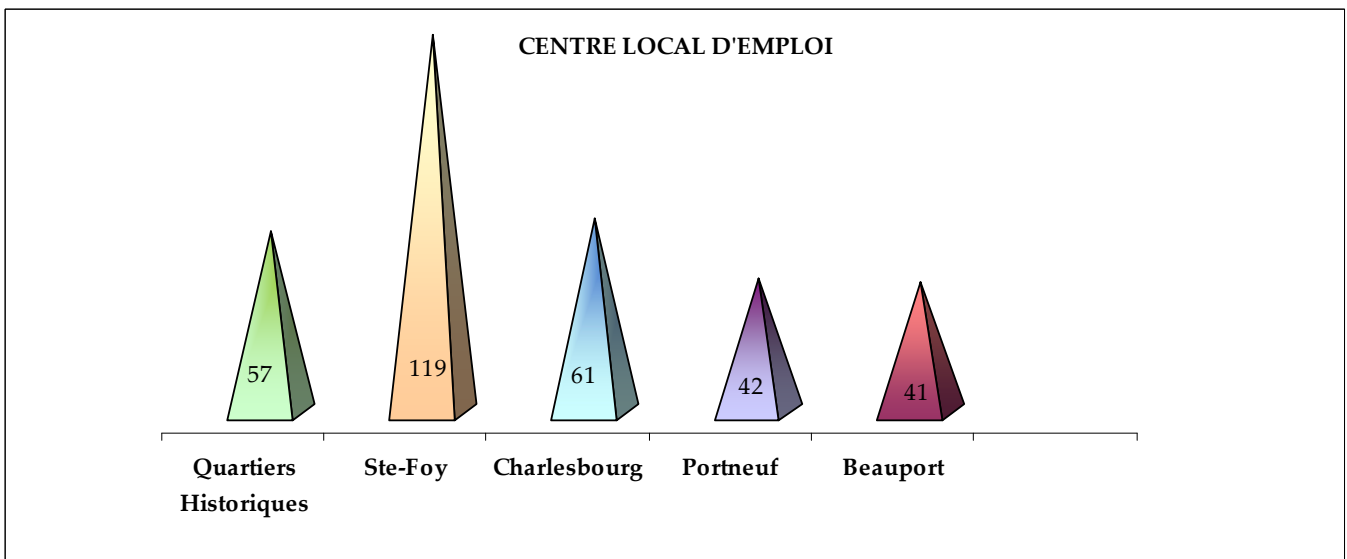 CENTRE LOCAL D'EMPLOI
57
119
61
42
41
Quartiers Historiques
Ste-Foy
Charlesbourg
Portneuf
Beauport